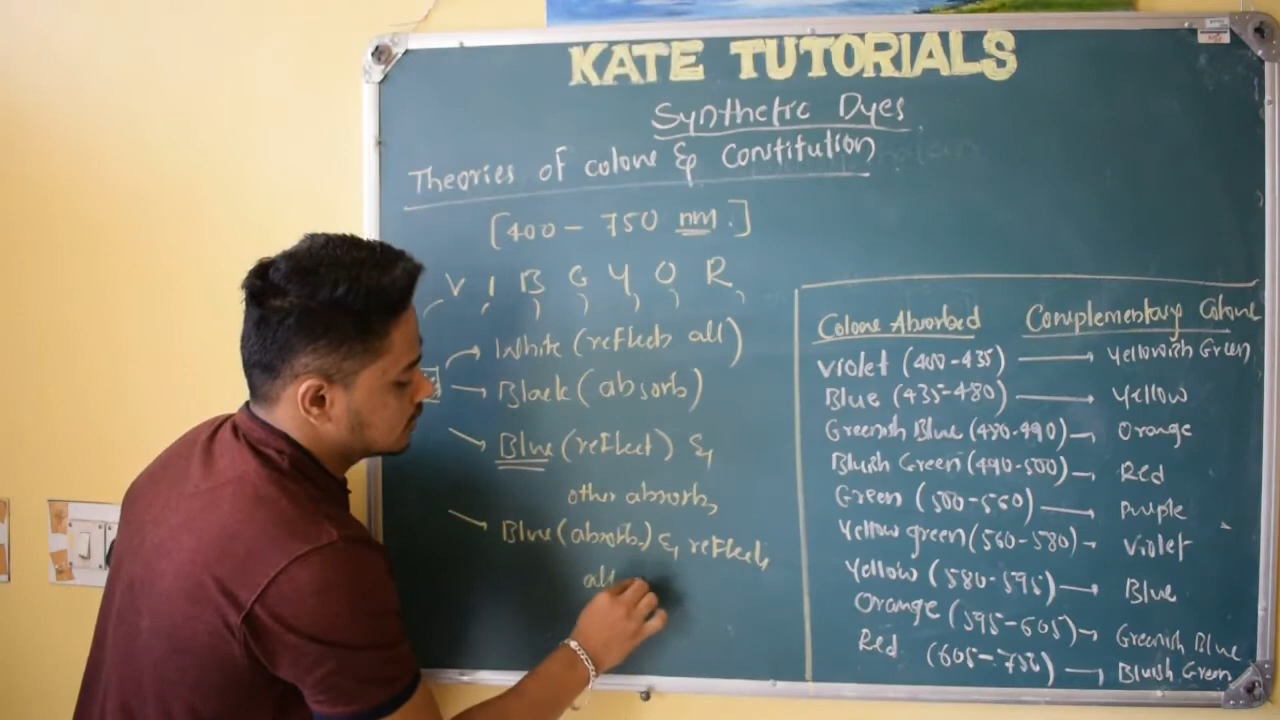 KATE TUTORIALS
Synthetic Dyes
Theories of colour & Constitution
[400 - 750 nm.]
V I B G Y O R
White (reflects all)
Black (absorb)
Blue (reflect) &
other absorb,
Blue (absorb.) & reflects
all
Colour Absorbed Complementary Colour
Violet (400-435) Yellowish Green
Blue (435-480) Yellow
Greenish Blue (480-490) Orange
Bluish Green (490-500) Red
Green (500-560) Purple
Yellow green (560-580) Violet
Yellow (580-595) Blue
Orange (595-605) Greenish Blue
Red (605-750) Bluish Green